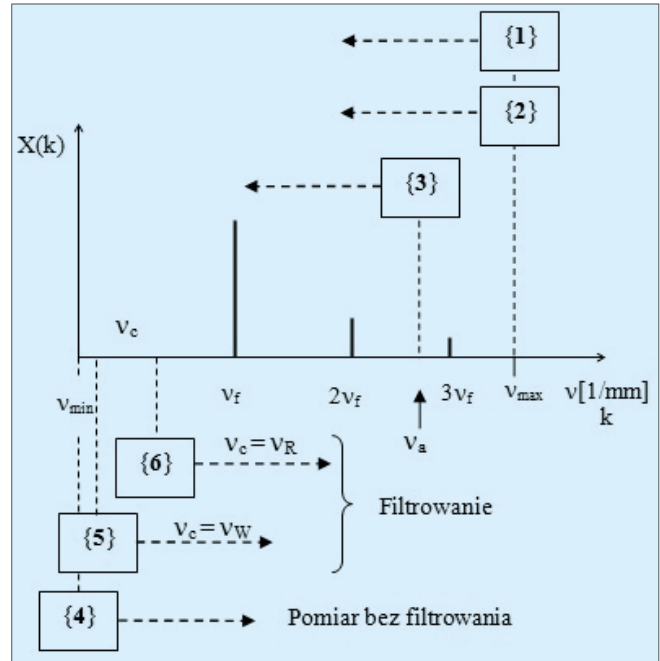 {1}
{2}
X(k)
{3}
νc
νmin
νf
2νf
3νf
νmax
ν[1/mm]
k
νa
{6}
νc = νR
Filtrowanie
{5}
νc = νW
{4}
Pomiar bez filtrowania